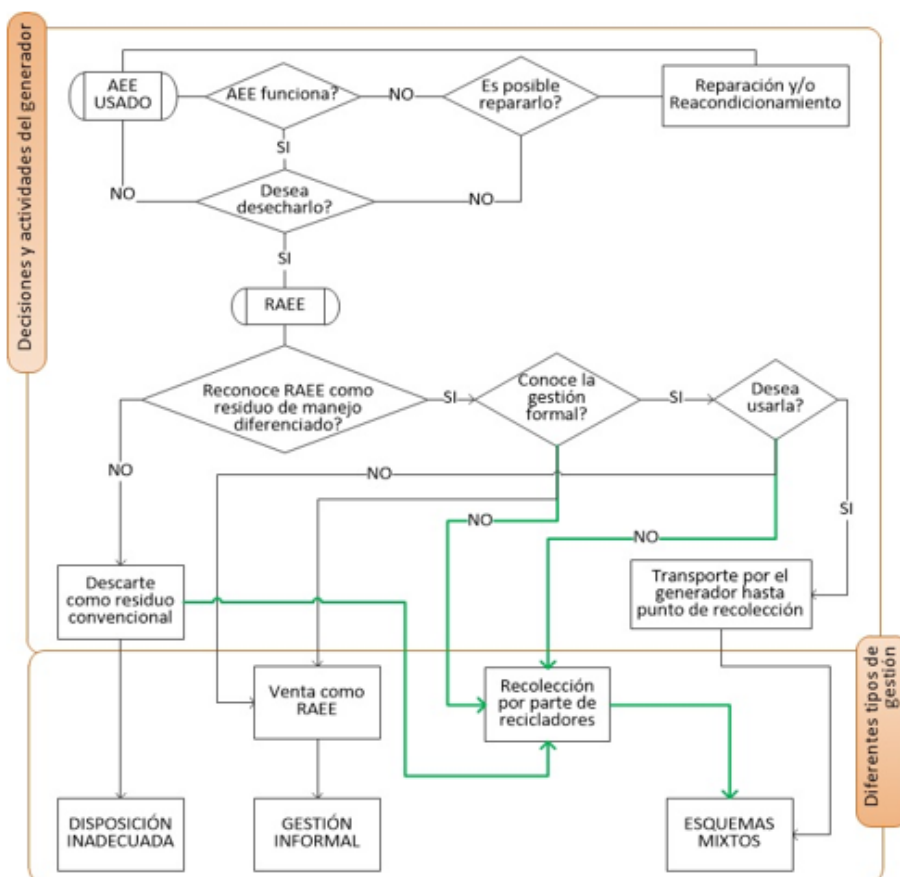 Decisiones y actividades del generador
AEE
USADO
AEE funciona?
NO
Es posible
repararlo?
Reparación y/o
Reacondicionamiento
SI
NO
Desea
desecharlo?
NO
SI
RAEE
Reconoce RAEE como
residuo de manejo
diferenciado?
SI
Conoce la
gestión
formal?
SI
Desea
usarla?
NO
NO
SI
NO
NO
Descarte
como residuo
convencional
Transporte por el
generador hasta
punto de recolección
Diferentes tipos de
gestión
Venta como
RAEE
Recolección
por parte de
recicladores
DISPOSICIÓN
INADECUADA
GESTIÓN
INFORMAL
ESQUEMAS
MIXTOS